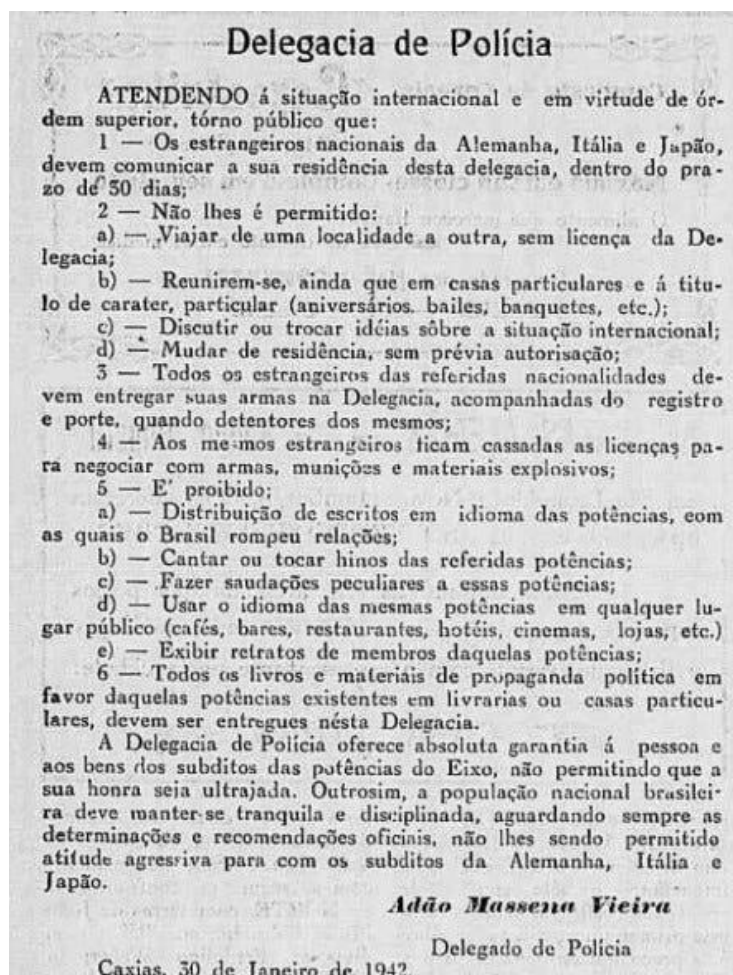 Delegacia de Polícia
ATENDENDO á situação internacional e em virtude de ór-
dem superior, tórno público que:
1 — Os estrangeiros nacionais da Alemanha, Itália e Japão,
devem comunicar a sua residência desta delegacia, dentro do pra-
zo de 50 dias;
2 — Não lhes é permitido:
a) — Viajar de uma localidade a outra, sem licença da De-
legacia;
b) — Reunirem-se, ainda que em casas particulares e á titu-
lo de carater, particular (aniversários. bailes, banquetes, etc.);
c) — Discutir ou trocar idéias sôbre a situação internacional;
d) — Mudar de residência, sem prévia autorisação;
3 — Todos os estrangeiros das referidas nacionalidades de-
vem entregar suas armas na Delegacia, acompanhadas do registro
e porte, quando detentores dos mesmos;
4 — Aos mesmos estrangeiros ficam cassadas as licenças pa-
ra negociar com armas, munições e materiais explosivos;
5 — E' proibido;
a) — Distribuição de escritos em idioma das potências, com
as quais o Brasil rompeu relações;
b) — Cantar ou tocar hinos das referidas potências;
c) — Fazer saudações peculiares a essas potências;
d) — Usar o idioma das mesmas potências em qualquer lu-
gar público (cafés, bares, restaurantes, hotéis, cinemas, lojas, etc.)
e) — Exibir retratos de membros daquelas potências;
6 — Todos os livros e materiais de propaganda política em
favor daquelas potências existentes em livrarias ou casas particu-
lares, devem ser entregues nésta Delegacia.
A Delegacia de Polícia oferece absoluta garantia á pessoa e
aos bens dos subditos das potências do Eixo, não permitindo que a
sua honra seja ultrajada. Outrosim, a população nacional brasilei-
ra deve manter-se tranquila e disciplinada, aguardando sempre as
determinações e recomendações oficiais, não lhes sendo permitido
atitude agressiva para com os subditos da Alemanha, Itália e
Japão.
Adão Massena Vieira
Delegado de Policia
Caxias, 30 de Janeiro de 1942.